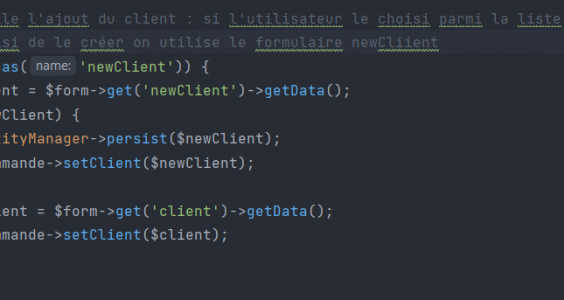 le l'ajout du client : si l'utilisateur le choisi parmi la liste
si de le créer on utilise le formulaire newCliient
as( name: 'newClient')) {
nt = $form->get('newClient')->getData();
Client) {
ityManager->persist($newClient);
mande->setClient($newClient);
ient = $form->get('client')->getData();
mande->setClient($client);